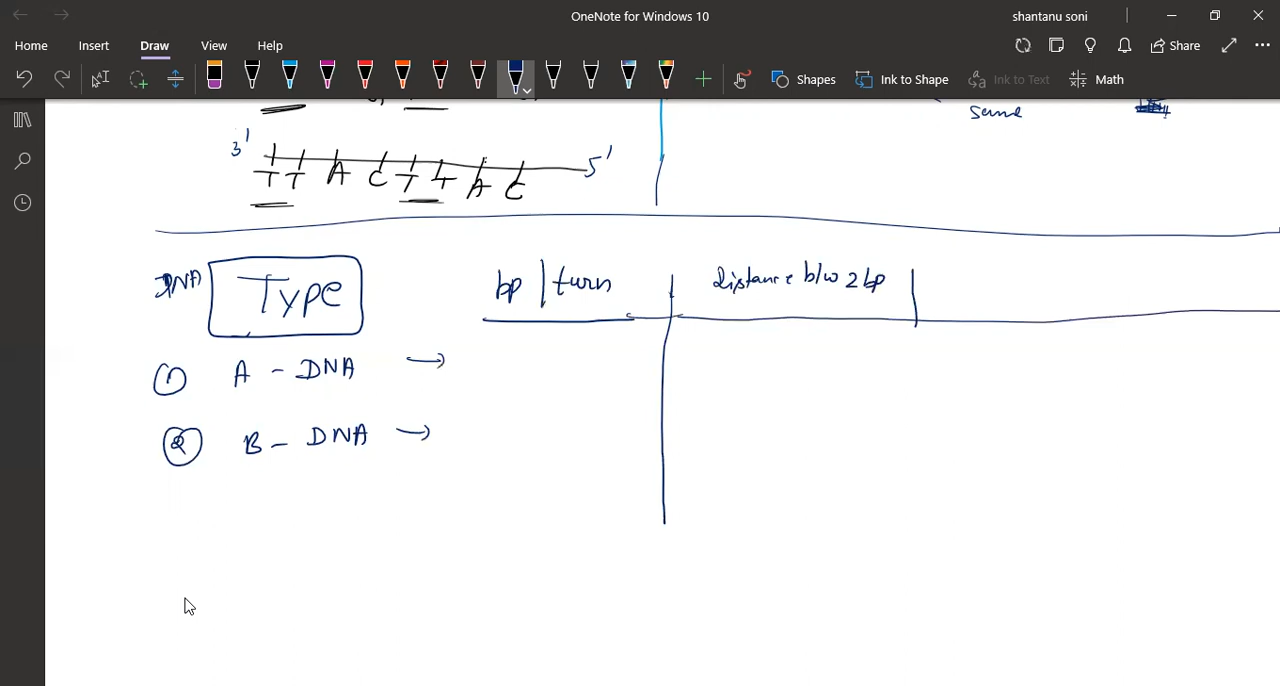 OneNote for Windows 10
shantanu soni
Home Insert Draw View Help
Share
Shapes
Ink to Shape
Ink to Text
Math
same
3' T T A C T T A C 5'
DNA Type bp | turn distance b/w 2 bp
① A - DNA →
② B - DNA →